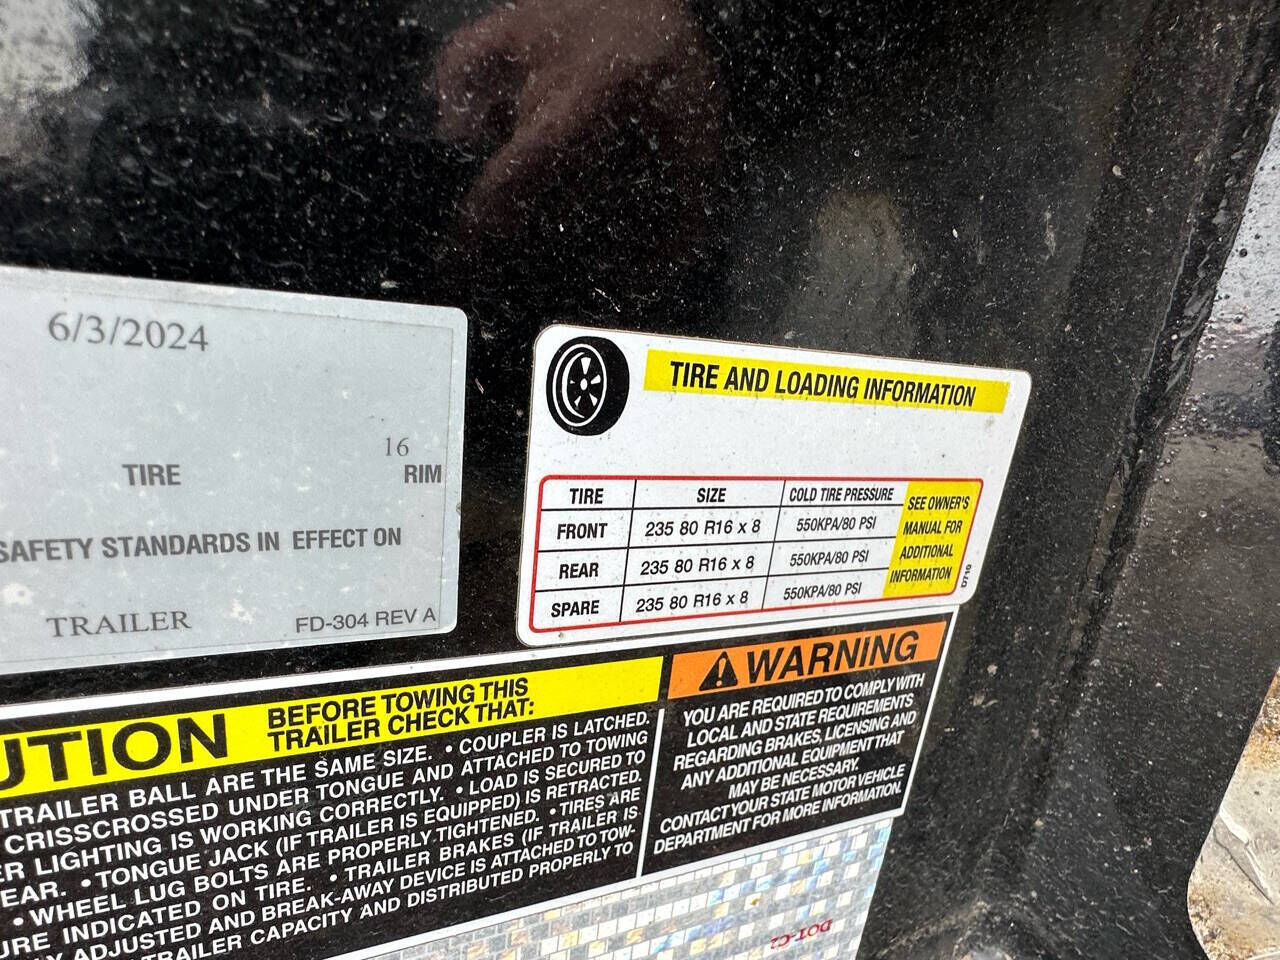 6/3/2024
16
TIRE RIM
SAFETY STANDARDS IN EFFECT ON
TRAILER FD-304 REV A
TIRE AND LOADING INFORMATION
TIRE SIZE COLD TIRE PRESSURE
FRONT 235 80 R16 x 8 550KPA/80 PSI
REAR 235 80 R16 x 8 550KPA/80 PSI
SPARE 235 80 R16 x 8 550KPA/80 PSI
SEE OWNER'S
MANUAL FOR
ADDITIONAL
INFORMATION
D710
UTION
BEFORE TOWING THIS
TRAILER CHECK THAT:
TRAILER BALL ARE THE SAME SIZE. • COUPLER IS LATCHED.
CRISSCROSSED UNDER TONGUE AND ATTACHED TO TOWING
ER LIGHTING IS WORKING CORRECTLY. • LOAD IS SECURED TO
EAR. • TONGUE JACK (IF TRAILER IS EQUIPPED) IS RETRACTED.
• WHEEL LUG BOLTS ARE PROPERLY TIGHTENED. • TIRES ARE
URE INDICATED ON TIRE. • TRAILER BRAKES (IF TRAILER IS
LY ADJUSTED AND BREAK-AWAY DEVICE IS ATTACHED TO TOW-
TRAILER CAPACITY AND DISTRIBUTED PROPERLY TO
WARNING
YOU ARE REQUIRED TO COMPLY WITH
LOCAL AND STATE REQUIREMENTS
REGARDING BRAKES, LICENSING AND
ANY ADDITIONAL EQUIPMENT THAT
MAY BE NECESSARY.
CONTACT YOUR STATE MOTOR VEHICLE
DEPARTMENT FOR MORE INFORMATION.
DOT-C2